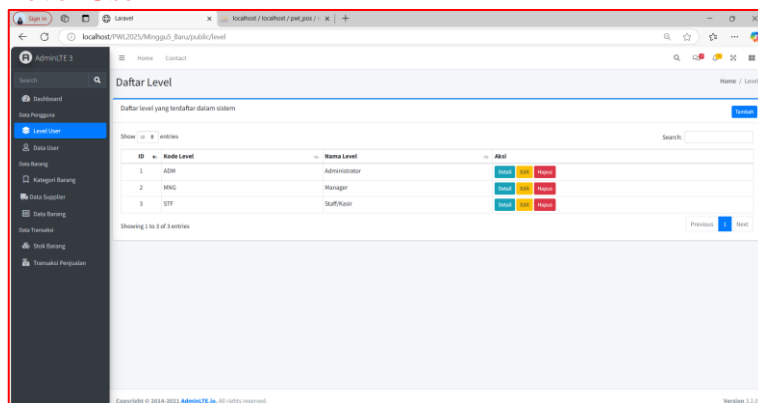 Sign in
Laravel
localhost / localhost / pwl_pos /
localhost/PWL2025/Minggu5_Baru/public/level
AdminLTE 3
Home Contact
Search
Daftar Level
Home / Level
Dashboard
Data Pengguna
Daftar level yang terdaftar dalam sistem
Tambah
Level User
Data User
Show entries
Search:
Data Barang
ID Kode Level Nama Level Aksi
Kategori Barang
1 ADM Administrator Detail Edit Hapus
Data Supplier
2 MNG Manager Detail Edit Hapus
Data Barang
3 STF Staff/Kasir Detail Edit Hapus
Data Transaksi
Showing 1 to 3 of 3 entries
Previous 1 Next
Stok Barang
Transaksi Penjualan
Copyright © 2014-2021 AdminLTE.io. All rights reserved.
Version 3.2.0